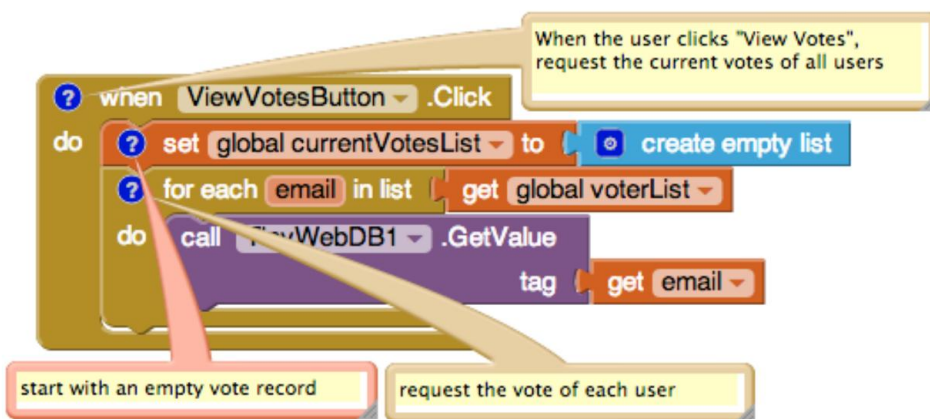 When the user clicks "View Votes",
request the current votes of all users
? when ViewVotesButton .Click
do ? set global currentVotesList to create empty list
? for each email in list get global voterList
do call TinyWebDB1 .GetValue
tag get email
start with an empty vote record
request the vote of each user